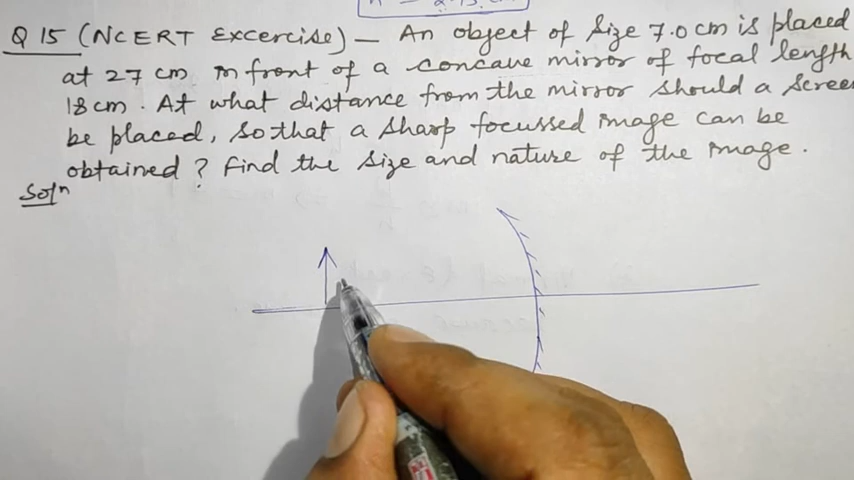 Q 15 (NCERT Excercise) — An object of size 7.0 cm is placed
at 27 cm in front of a concave mirror of focal length
18 cm. At what distance from the mirror should a screen
be placed, so that a sharp focussed image can be
obtained? Find the size and nature of the image.
Solⁿ